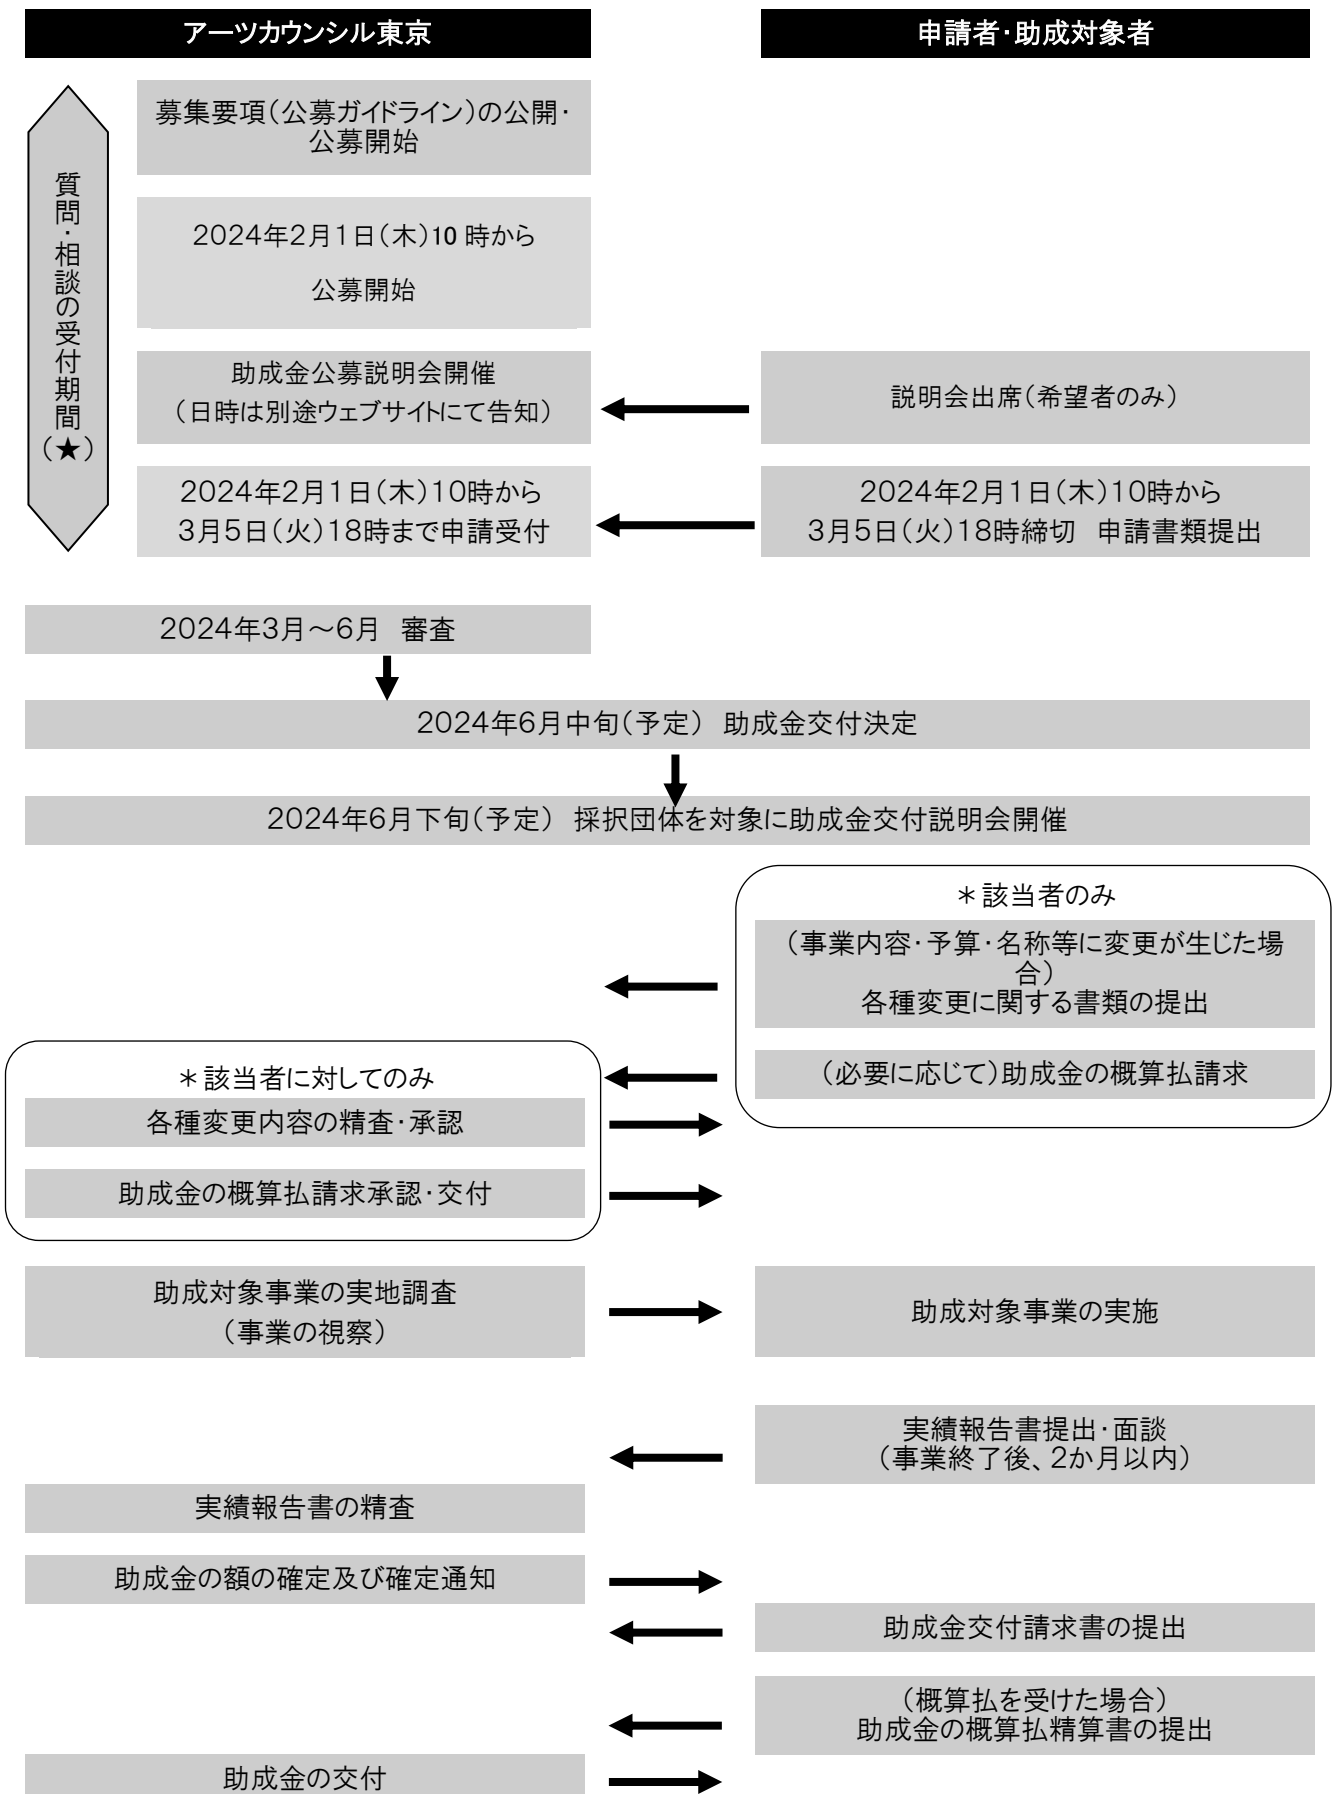 アーツカウンシル東京
申請者・助成対象者
質問・相談の受付期間（★）
募集要項（公募ガイドライン）の公開・
公募開始
2024年2月1日（木）10 時から
公募開始
助成金公募説明会開催
（日時は別途ウェブサイトにて告知）
説明会出席（希望者のみ）
2024年2月1日（木）10時から
3月5日（火）18時まで申請受付
2024年2月1日（木）10時から
3月5日（火）18時締切　申請書類提出
2024年3月～6月　審査
2024年6月中旬（予定）　助成金交付決定
2024年6月下旬（予定）　採択団体を対象に助成金交付説明会開催
＊該当者のみ
（事業内容・予算・名称等に変更が生じた場
合）
各種変更に関する書類の提出
（必要に応じて）助成金の概算払請求
＊該当者に対してのみ
各種変更内容の精査・承認
助成金の概算払請求承認・交付
助成対象事業の実地調査
（事業の視察）
助成対象事業の実施
実績報告書提出・面談
（事業終了後、2か月以内）
実績報告書の精査
助成金の額の確定及び確定通知
助成金交付請求書の提出
（概算払を受けた場合）
助成金の概算払精算書の提出
助成金の交付